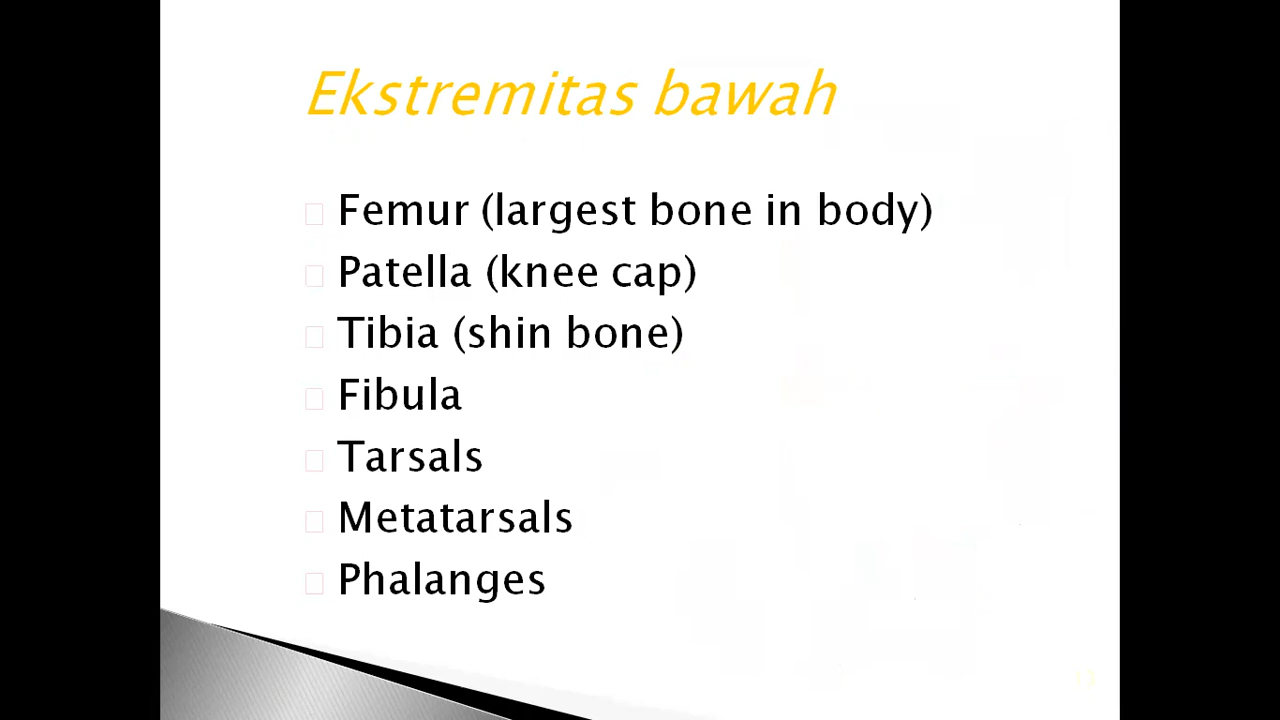 Ekstremitas bawah
Femur (largest bone in body)
Patella (knee cap)
Tibia (shin bone)
Fibula
Tarsals
Metatarsals
Phalanges